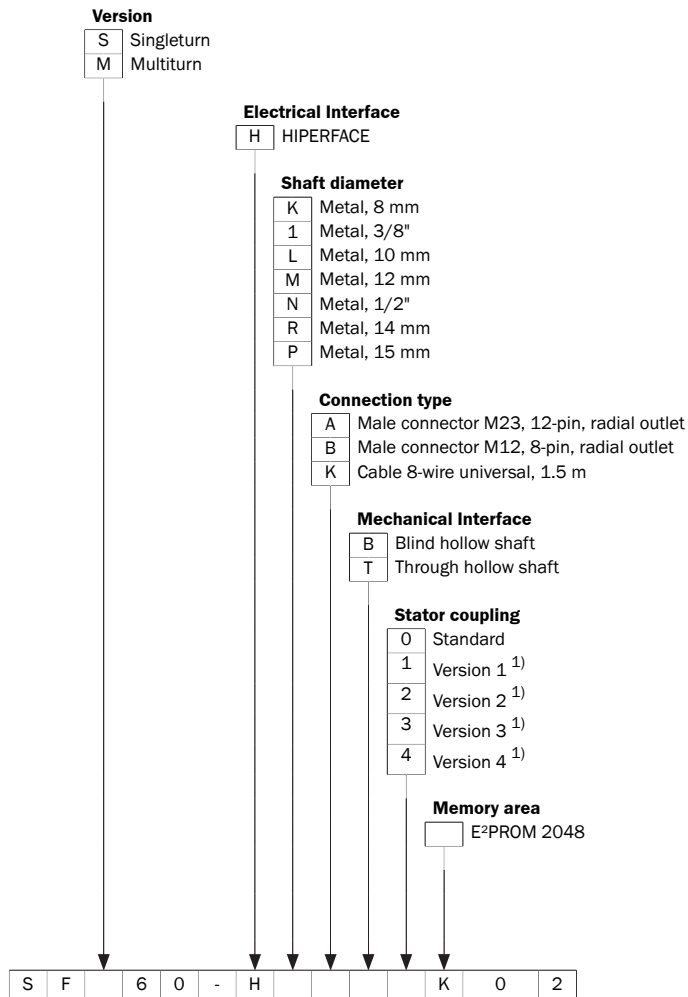 Version
S Singleturn
M Multiturn
Electrical Interface
H HIPERFACE
Shaft diameter
K Metal, 8 mm
1 Metal, 3/8"
L Metal, 10 mm
M Metal, 12 mm
N Metal, 1/2"
R Metal, 14 mm
P Metal, 15 mm
Connection type
A Male connector M23, 12-pin, radial outlet
B Male connector M12, 8-pin, radial outlet
K Cable 8-wire universal, 1.5 m
Mechanical Interface
B Blind hollow shaft
T Through hollow shaft
Stator coupling
0 Standard
1 Version 1 1)
2 Version 2 1)
3 Version 3 1)
4 Version 4 1)
Memory area
E²PROM 2048
S F 6 0 - H K 0 2